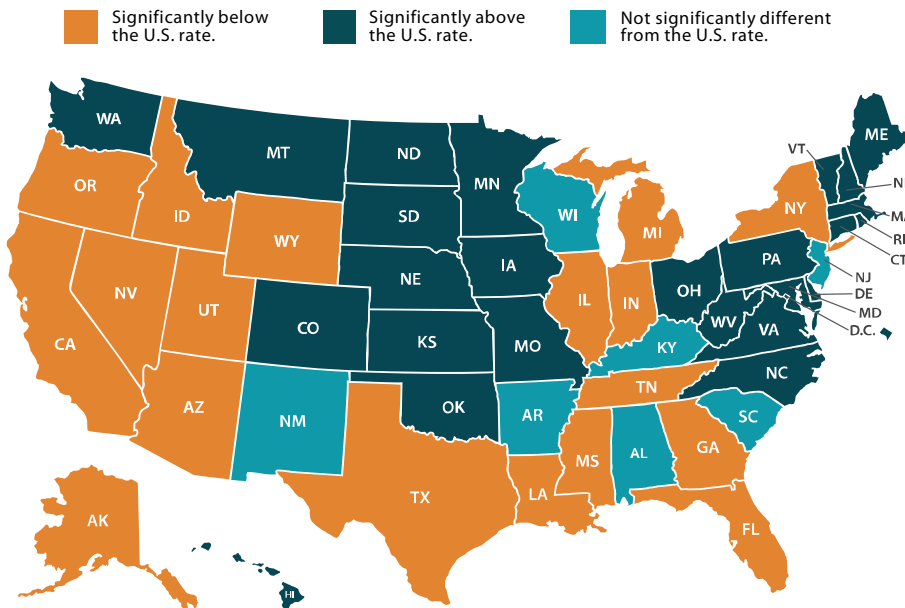 Significantly below
the U.S. rate.
Significantly above
the U.S. rate.
Not significantly different
from the U.S. rate.
WA
MT
ND
MN
ME
VT
OR
ID
SD
WI
MI
NY
WY
IA
NE
PA
NJ
CT
NV
UT
CO
IL
IN
OH
DE
MD
D.C.
WV
VA
KS
MO
KY
CA
NC
TN
AZ
NM
OK
AR
SC
MS
AL
GA
TX
LA
FL
AK
HI